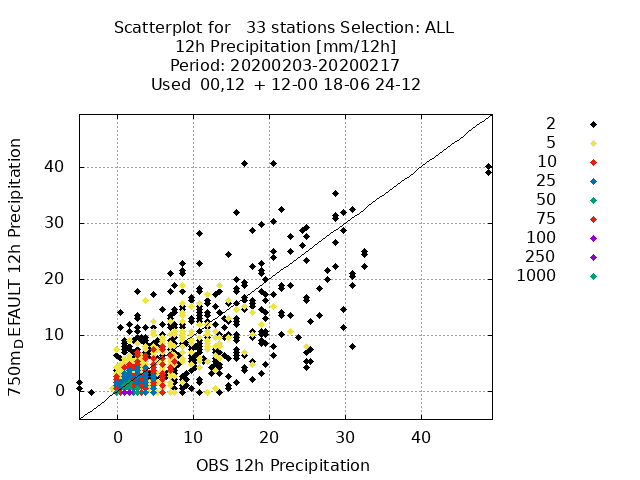 Scatterplot for   33 stations Selection: ALL
12h Precipitation [mm/12h]
Period: 20200203-20200217
Used  00,12  + 12-00 18-06 24-12
2
5
10
25
50
75
100
250
1000
40
30
20
10
0
750m_DEFAULT 12h Precipitation
0 10 20 30 40
OBS 12h Precipitation